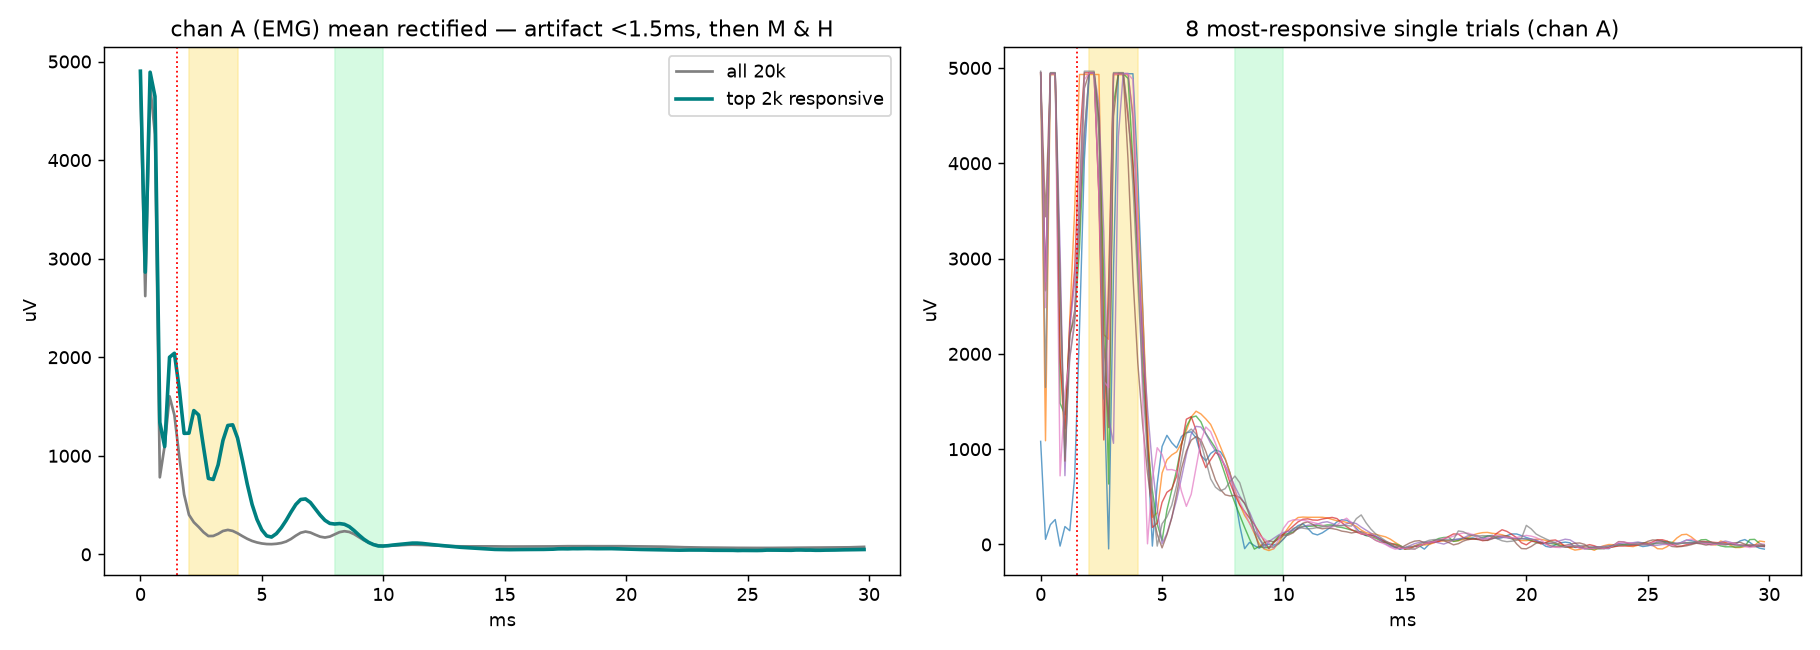 chan A (EMG) mean rectified — artifact <1.5ms, then M & H
5000
4000
3000
2000
1000
0
uV
all 20k
top 2k responsive
0 5 10 15 20 25 30
ms
8 most-responsive single trials (chan A)
5000
4000
3000
2000
1000
0
uV
0 5 10 15 20 25 30
ms